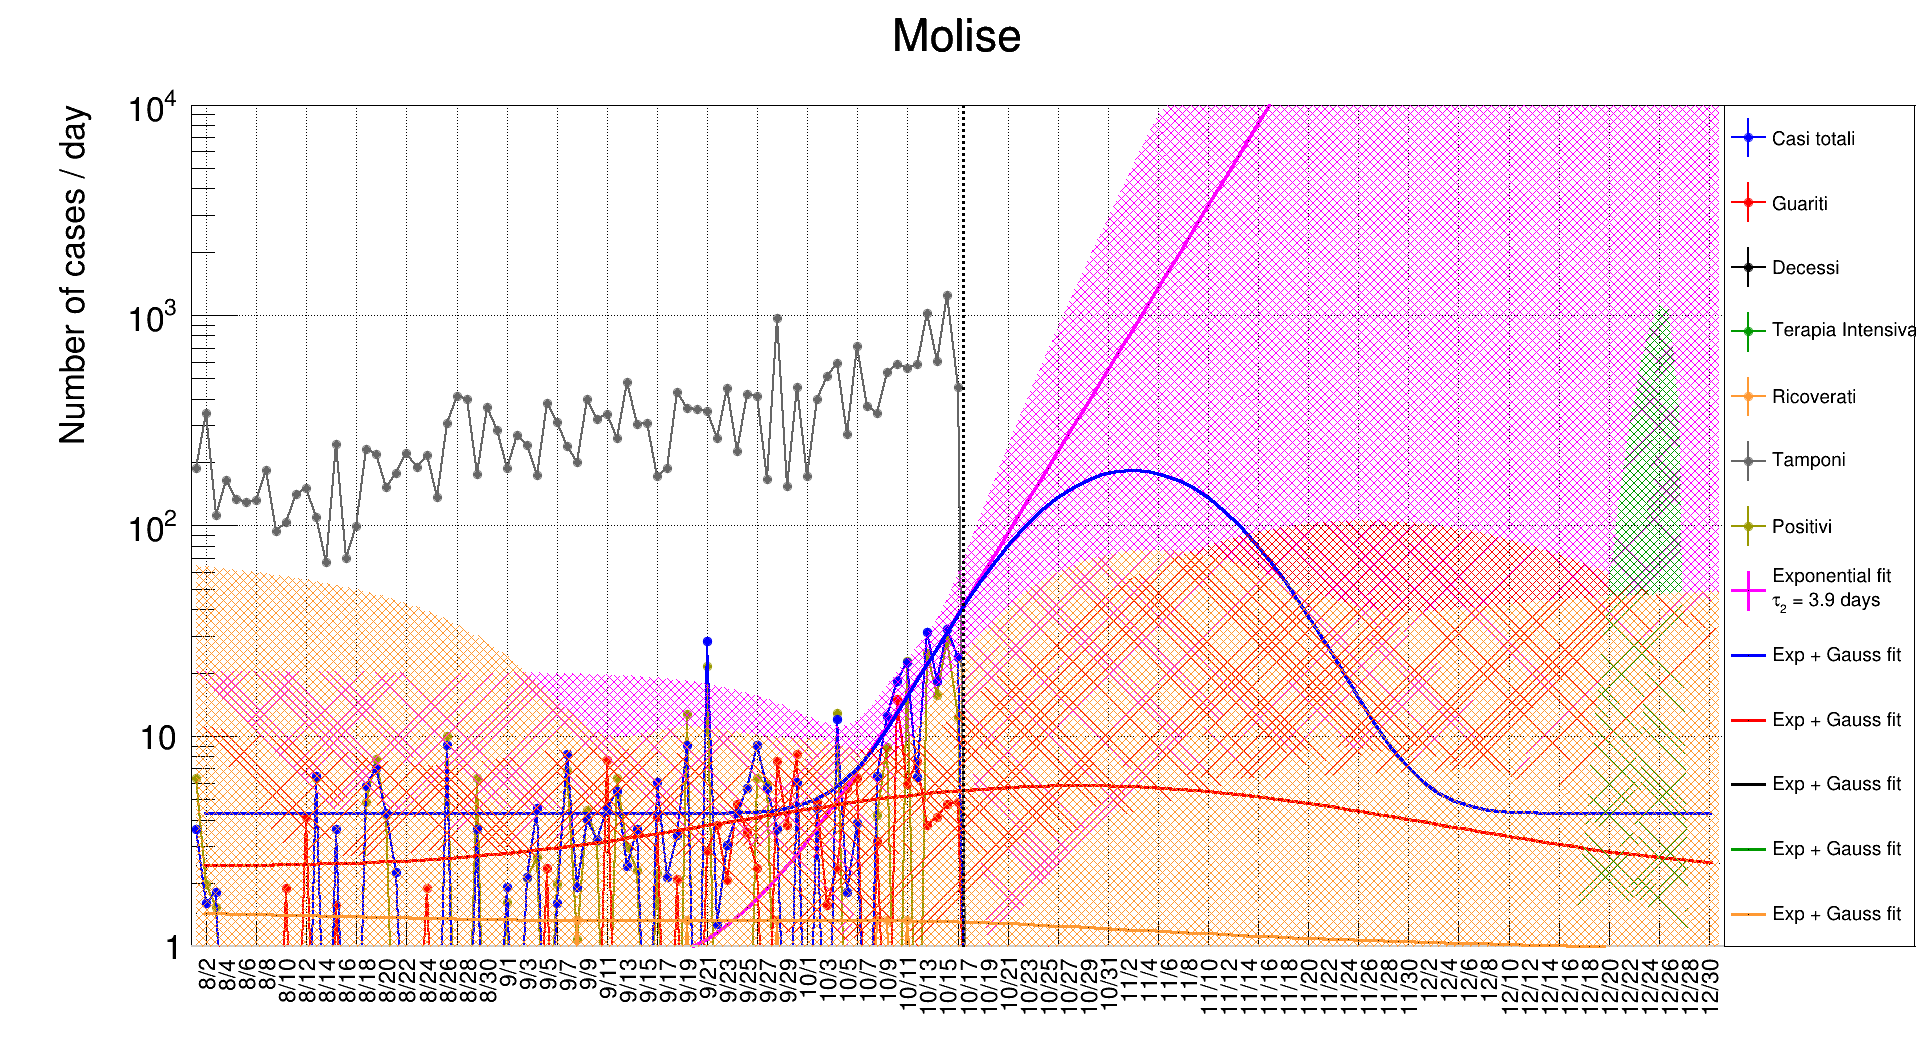 Molise
Number of cases / day
10^4
10^3
10^2
10
1
8/2 8/4 8/6 8/8 8/10 8/12 8/14 8/16 8/18 8/20 8/22 8/24 8/26 8/28 8/30 9/1 9/3 9/5 9/7 9/9 9/11 9/13 9/15 9/17 9/19 9/21 9/23 9/25 9/27 9/29 10/1 10/3 10/5 10/7 10/9 10/11 10/13 10/15 10/17 10/19 10/21 10/23 10/25 10/27 10/29 10/31 11/2 11/4 11/6 11/8 11/10 11/12 11/14 11/16 11/18 11/20 11/22 11/24 11/26 11/28 11/30 12/2 12/4 12/6 12/8 12/10 12/12 12/14 12/16 12/18 12/20 12/22 12/24 12/26 12/28 12/30
Casi totali
Guariti
Decessi
Terapia Intensiva
Ricoverati
Tamponi
Positivi
Exponential fit
τ₂ = 3.9 days
Exp + Gauss fit
Exp + Gauss fit
Exp + Gauss fit
Exp + Gauss fit
Exp + Gauss fit